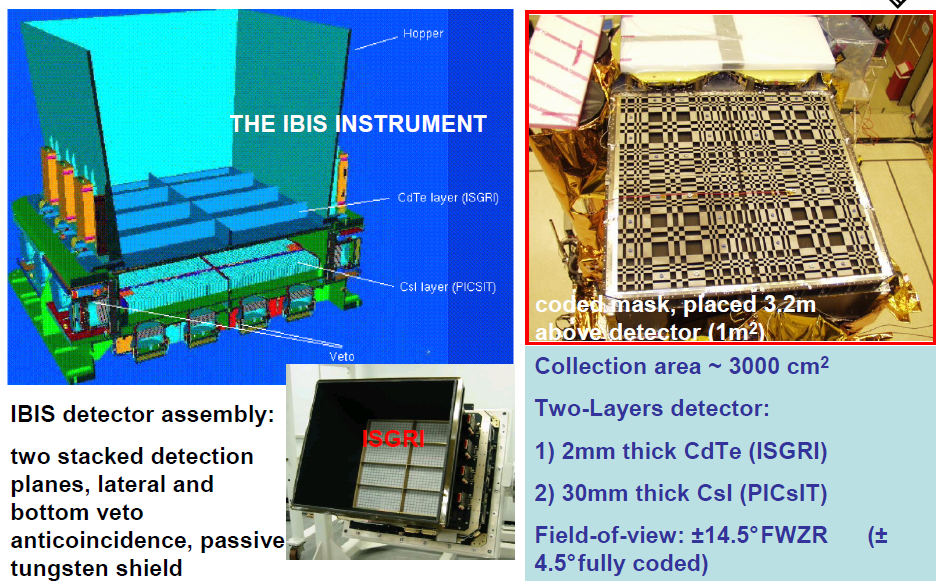 Hopper
THE IBIS INSTRUMENT
CdTe layer (ISGRI)
CsI layer (PICSIT)
Veto
ISGRI
IBIS detector assembly:
two stacked detection
planes, lateral and
bottom veto
anticoincidence, passive
tungsten shield
coded mask, placed 3.2m
above detector (1m²)
Collection area ~ 3000 cm²
Two-Layers detector:
1) 2mm thick CdTe (ISGRI)
2) 30mm thick CsI (PICsIT)
Field-of-view: ±14.5°FWZR (±
4.5°fully coded)